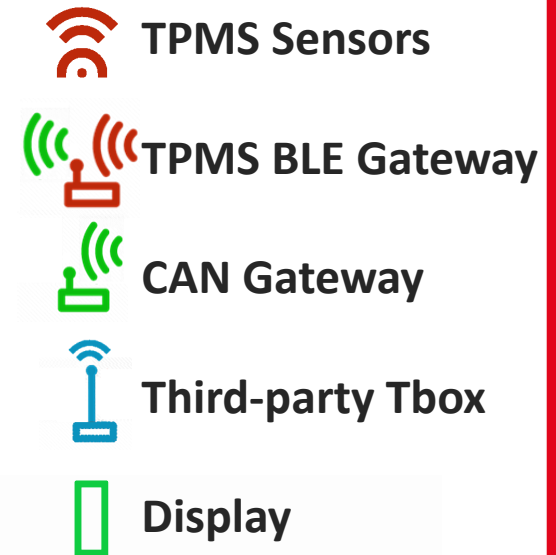 TPMS Sensors
TPMS BLE Gateway
CAN Gateway
Third-party Tbox
Display